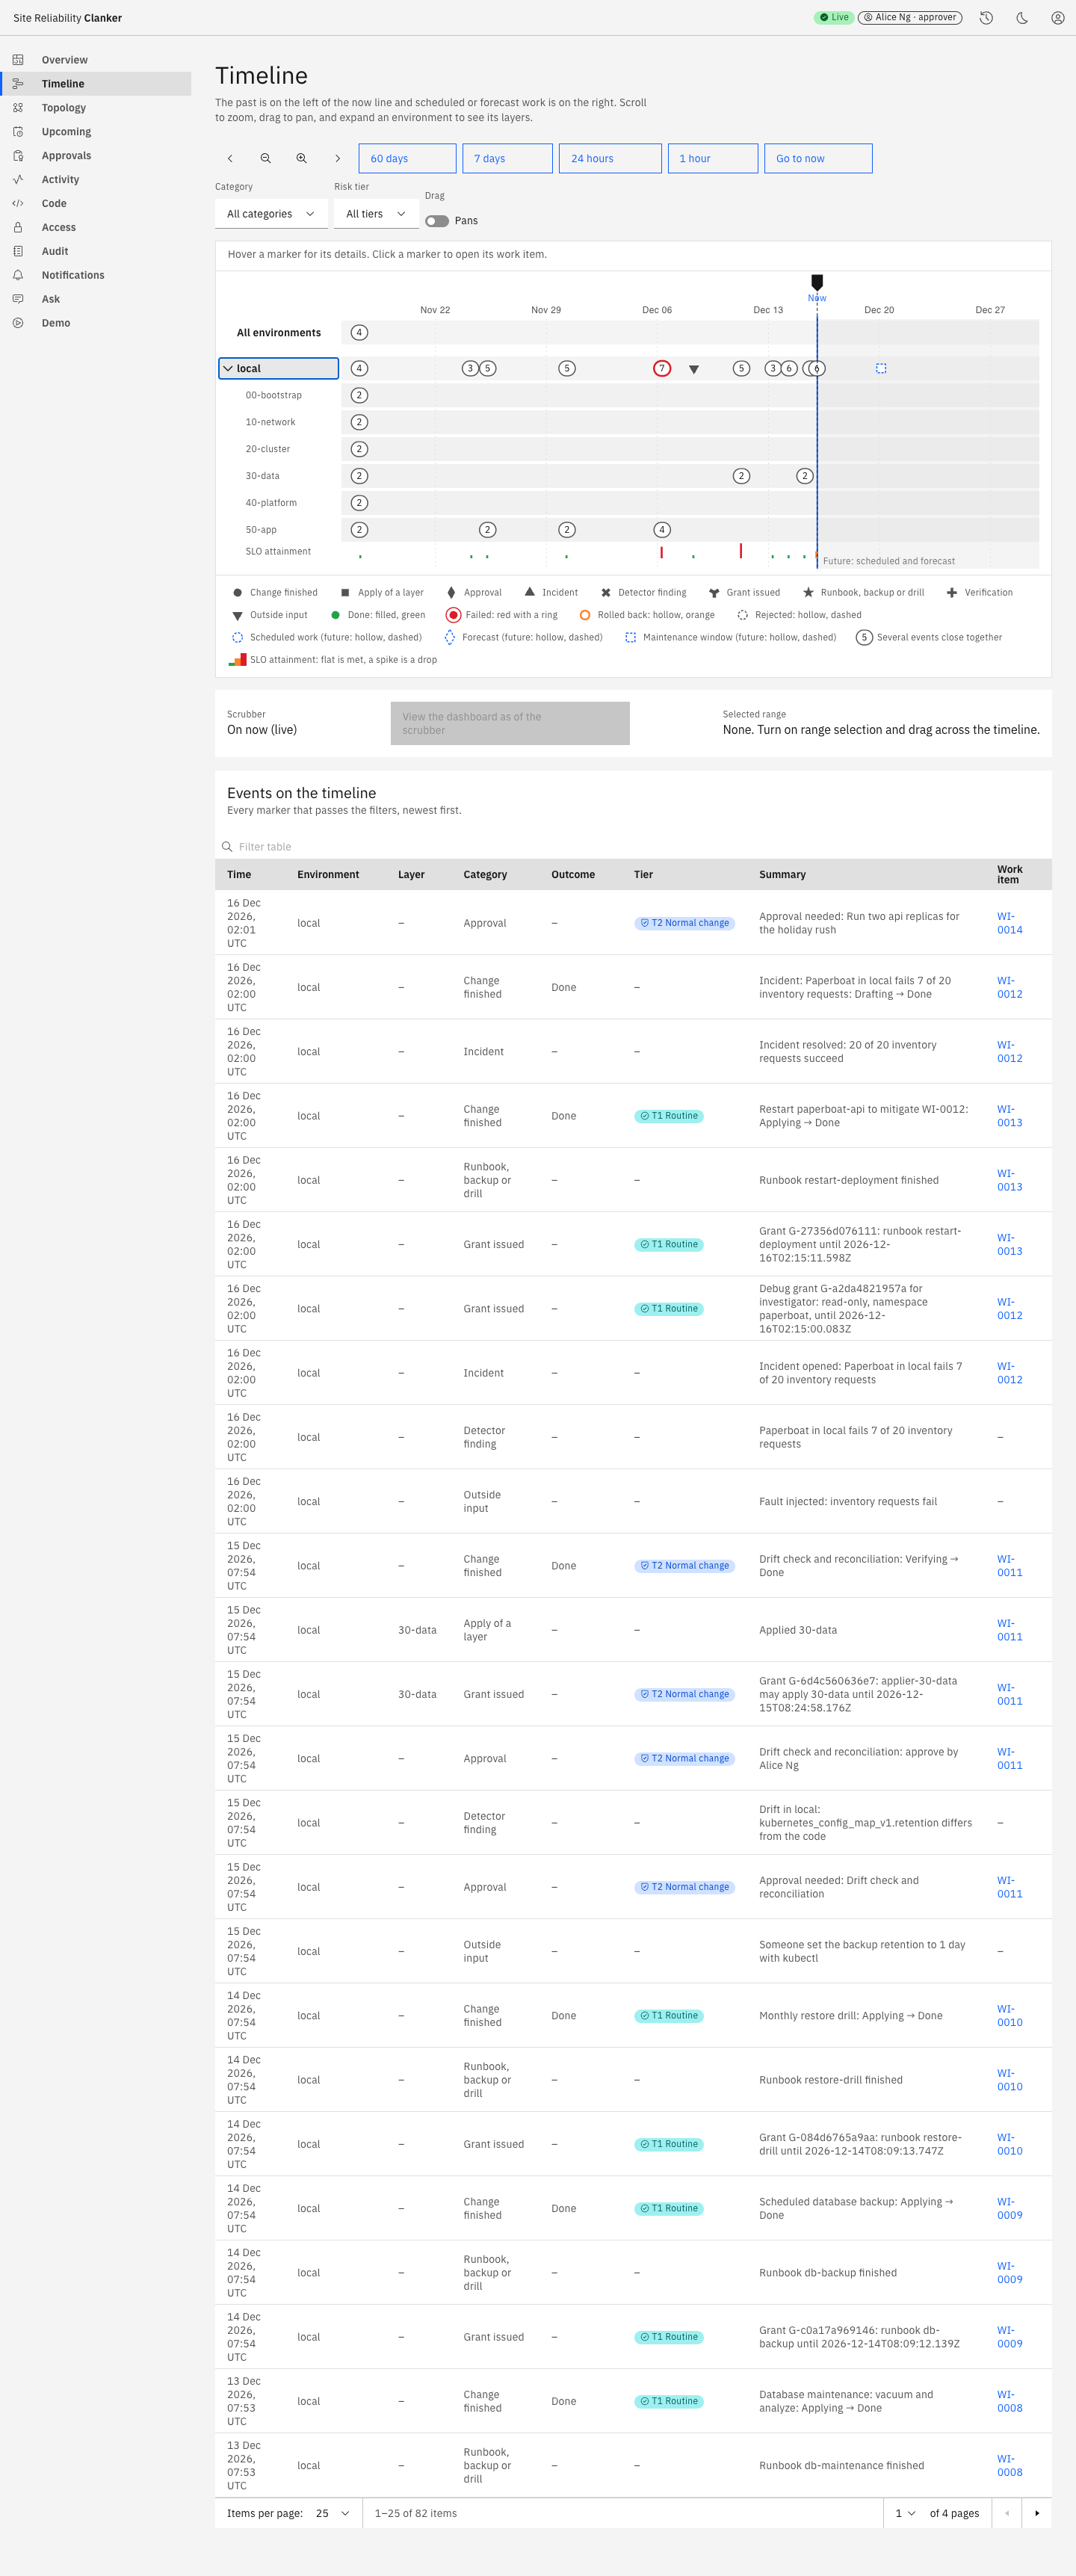 Site Reliability Clanker
Live
Alice Ng · approver
Overview
Timeline
Topology
Upcoming
Approvals
Activity
Code
Access
Audit
Notifications
Ask
Demo
Timeline
The past is on the left of the now line and scheduled or forecast work is on the right. Scroll
to zoom, drag to pan, and expand an environment to see its layers.
60 days
7 days
24 hours
1 hour
Go to now
Category
Risk tier
Drag
All categories
All tiers
Pans
Hover a marker for its details. Click a marker to open its work item.
Now
Nov 22
Nov 29
Dec 06
Dec 13
Dec 20
Dec 27
All environments
4
local
4
3
5
5
7
5
3
6
6
00-bootstrap
2
10-network
2
20-cluster
2
30-data
2
2
2
40-platform
2
50-app
2
2
2
4
SLO attainment
Future: scheduled and forecast
Change finished
Apply of a layer
Approval
Incident
Detector finding
Grant issued
Runbook, backup or drill
Verification
Outside input
Done: filled, green
Failed: red with a ring
Rolled back: hollow, orange
Rejected: hollow, dashed
Scheduled work (future: hollow, dashed)
Forecast (future: hollow, dashed)
Maintenance window (future: hollow, dashed)
5
Several events close together
SLO attainment: flat is met, a spike is a drop
Scrubber
On now (live)
View the dashboard as of the
scrubber
Selected range
None. Turn on range selection and drag across the timeline.
Events on the timeline
Every marker that passes the filters, newest first.
Filter table
Time
Environment
Layer
Category
Outcome
Tier
Summary
Work
item
16 Dec
2026,
02:01
UTC
local
–
Approval
–
T2 Normal change
Approval needed: Run two api replicas for
the holiday rush
WI-
0014
16 Dec
2026,
02:00
UTC
local
–
Change
finished
Done
–
Incident: Paperboat in local fails 7 of 20
inventory requests: Drafting → Done
WI-
0012
16 Dec
2026,
02:00
UTC
local
–
Incident
–
–
Incident resolved: 20 of 20 inventory
requests succeed
WI-
0012
16 Dec
2026,
02:00
UTC
local
–
Change
finished
Done
T1 Routine
Restart paperboat-api to mitigate WI-0012:
Applying → Done
WI-
0013
16 Dec
2026,
02:00
UTC
local
–
Runbook,
backup or
drill
–
–
Runbook restart-deployment finished
WI-
0013
16 Dec
2026,
02:00
UTC
local
–
Grant issued
–
T1 Routine
Grant G-27356d076111: runbook restart-
deployment until 2026-12-
16T02:15:11.598Z
WI-
0013
16 Dec
2026,
02:00
UTC
local
–
Grant issued
–
T1 Routine
Debug grant G-a2da4821957a for
investigator: read-only, namespace
paperboat, until 2026-12-
16T02:15:00.083Z
WI-
0012
16 Dec
2026,
02:00
UTC
local
–
Incident
–
–
Incident opened: Paperboat in local fails 7
of 20 inventory requests
WI-
0012
16 Dec
2026,
02:00
UTC
local
–
Detector
finding
–
–
Paperboat in local fails 7 of 20 inventory
requests
–
16 Dec
2026,
02:00
UTC
local
–
Outside
input
–
–
Fault injected: inventory requests fail
–
15 Dec
2026,
07:54
UTC
local
–
Change
finished
Done
T2 Normal change
Drift check and reconciliation: Verifying →
Done
WI-
0011
15 Dec
2026,
07:54
UTC
local
30-data
Apply of a
layer
–
–
Applied 30-data
WI-
0011
15 Dec
2026,
07:54
UTC
local
30-data
Grant issued
–
T2 Normal change
Grant G-6d4c560636e7: applier-30-data
may apply 30-data until 2026-12-
15T08:24:58.176Z
WI-
0011
15 Dec
2026,
07:54
UTC
local
–
Approval
–
T2 Normal change
Drift check and reconciliation: approve by
Alice Ng
WI-
0011
15 Dec
2026,
07:54
UTC
local
–
Detector
finding
–
–
Drift in local:
kubernetes_config_map_v1.retention differs
from the code
–
15 Dec
2026,
07:54
UTC
local
–
Approval
–
T2 Normal change
Approval needed: Drift check and
reconciliation
WI-
0011
15 Dec
2026,
07:54
UTC
local
–
Outside
input
–
–
Someone set the backup retention to 1 day
with kubectl
–
14 Dec
2026,
07:54
UTC
local
–
Change
finished
Done
T1 Routine
Monthly restore drill: Applying → Done
WI-
0010
14 Dec
2026,
07:54
UTC
local
–
Runbook,
backup or
drill
–
–
Runbook restore-drill finished
WI-
0010
14 Dec
2026,
07:54
UTC
local
–
Grant issued
–
T1 Routine
Grant G-084d6765a9aa: runbook restore-
drill until 2026-12-14T08:09:13.747Z
WI-
0010
14 Dec
2026,
07:54
UTC
local
–
Change
finished
Done
T1 Routine
Scheduled database backup: Applying →
Done
WI-
0009
14 Dec
2026,
07:54
UTC
local
–
Runbook,
backup or
drill
–
–
Runbook db-backup finished
WI-
0009
14 Dec
2026,
07:54
UTC
local
–
Grant issued
–
T1 Routine
Grant G-c0a17a969146: runbook db-
backup until 2026-12-14T08:09:12.139Z
WI-
0009
13 Dec
2026,
07:53
UTC
local
–
Change
finished
Done
T1 Routine
Database maintenance: vacuum and
analyze: Applying → Done
WI-
0008
13 Dec
2026,
07:53
UTC
local
–
Runbook,
backup or
drill
–
–
Runbook db-maintenance finished
WI-
0008
Items per page:
25
1–25 of 82 items
1
of 4 pages